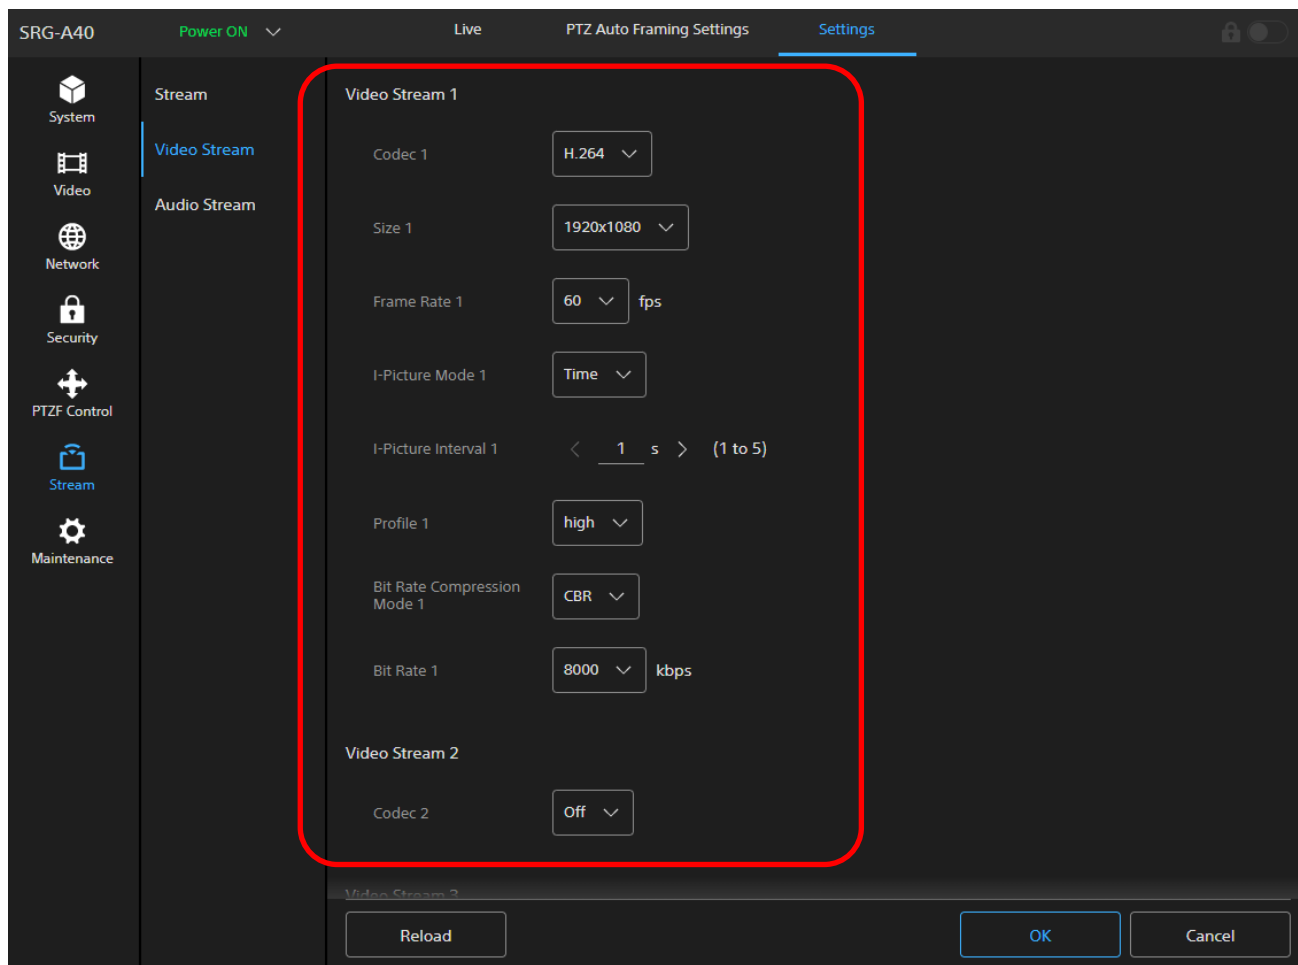 SRG-A40
Power ON
Live
PTZ Auto Framing Settings
Settings
System
Video
Network
Security
PTZF Control
Stream
Maintenance
Stream
Video Stream
Audio Stream
Video Stream 1
Codec 1
H.264
Size 1
1920x1080
Frame Rate 1
60
fps
I-Picture Mode 1
Time
I-Picture Interval 1
1 s (1 to 5)
Profile 1
high
Bit Rate Compression
Mode 1
CBR
Bit Rate 1
8000
kbps
Video Stream 2
Codec 2
Off
Video Stream 3
Reload
OK
Cancel